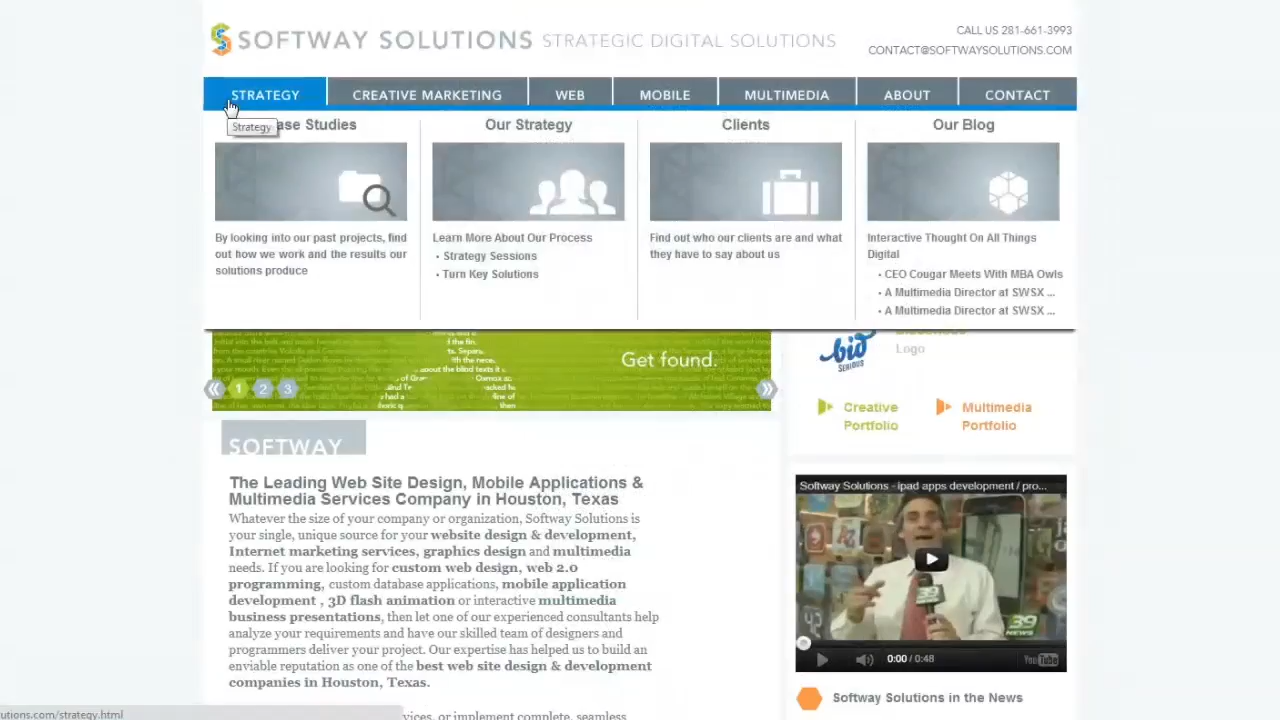 SOFTWAY SOLUTIONS STRATEGIC DIGITAL SOLUTIONS
CALL US 281-661-3993
CONTACT@SOFTWAYSOLUTIONS.COM
STRATEGY CREATIVE MARKETING WEB MOBILE MULTIMEDIA ABOUT CONTACT
Strategy
ase Studies
By looking into our past projects, find
out how we work and the results our
solutions produce
Our Strategy
Learn More About Our Process
• Strategy Sessions
• Turn Key Solutions
Clients
Find out who our clients are and what
they have to say about us
Our Blog
Interactive Thought On All Things
Digital
• CEO Cougar Meets With MBA Owls
• A Multimedia Director at SWSX ...
• A Multimedia Director at SWSX ...
Get found.
1 2 3
bid
SERIOUS
Logo
Creative
Portfolio
Multimedia
Portfolio
SOFTWAY
The Leading Web Site Design, Mobile Applications &
Multimedia Services Company in Houston, Texas
Whatever the size of your company or organization, Softway Solutions is
your single, unique source for your website design & development,
Internet marketing services, graphics design and multimedia
needs. If you are looking for custom web design, web 2.0
programming, custom database applications, mobile application
development , 3D flash animation or interactive multimedia
business presentations, then let one of our experienced consultants help
analyze your requirements and have our skilled team of designers and
programmers deliver your project. Our expertise has helped us to build an
enviable reputation as one of the best web site design & development
companies in Houston, Texas.
vices, or implement complete, seamless
Softway Solutions - ipad apps development / pro...
39
39
NEWS
0:00 / 0:48
YouTube
Softway Solutions in the News
utions.com/strategy.html